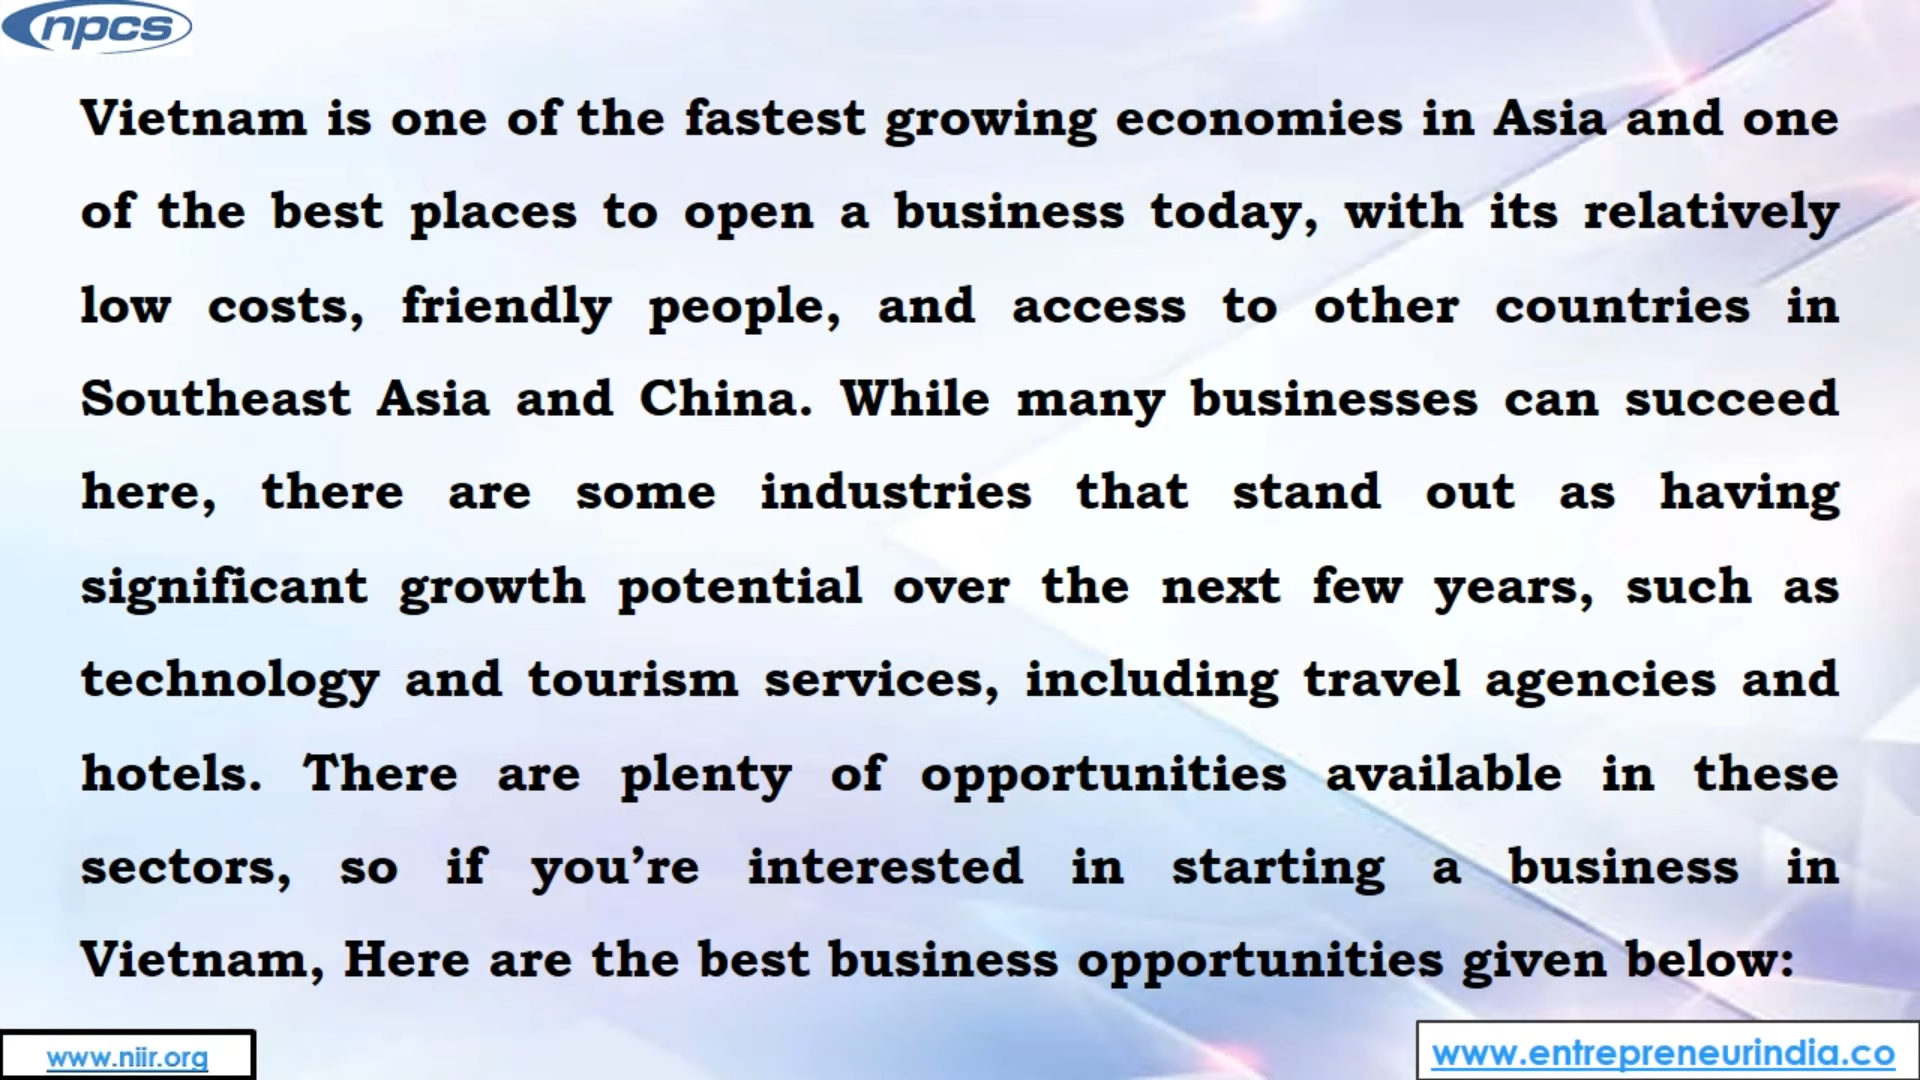 npcs
Vietnam is one of the fastest growing economies in Asia and one
of the best places to open a business today, with its relatively
low costs, friendly people, and access to other countries in
Southeast Asia and China. While many businesses can succeed
here, there are some industries that stand out as having
significant growth potential over the next few years, such as
technology and tourism services, including travel agencies and
hotels. There are plenty of opportunities available in these
sectors, so if you’re interested in starting a business in
Vietnam, Here are the best business opportunities given below:
www.niir.org
www.entrepreneurindia.co